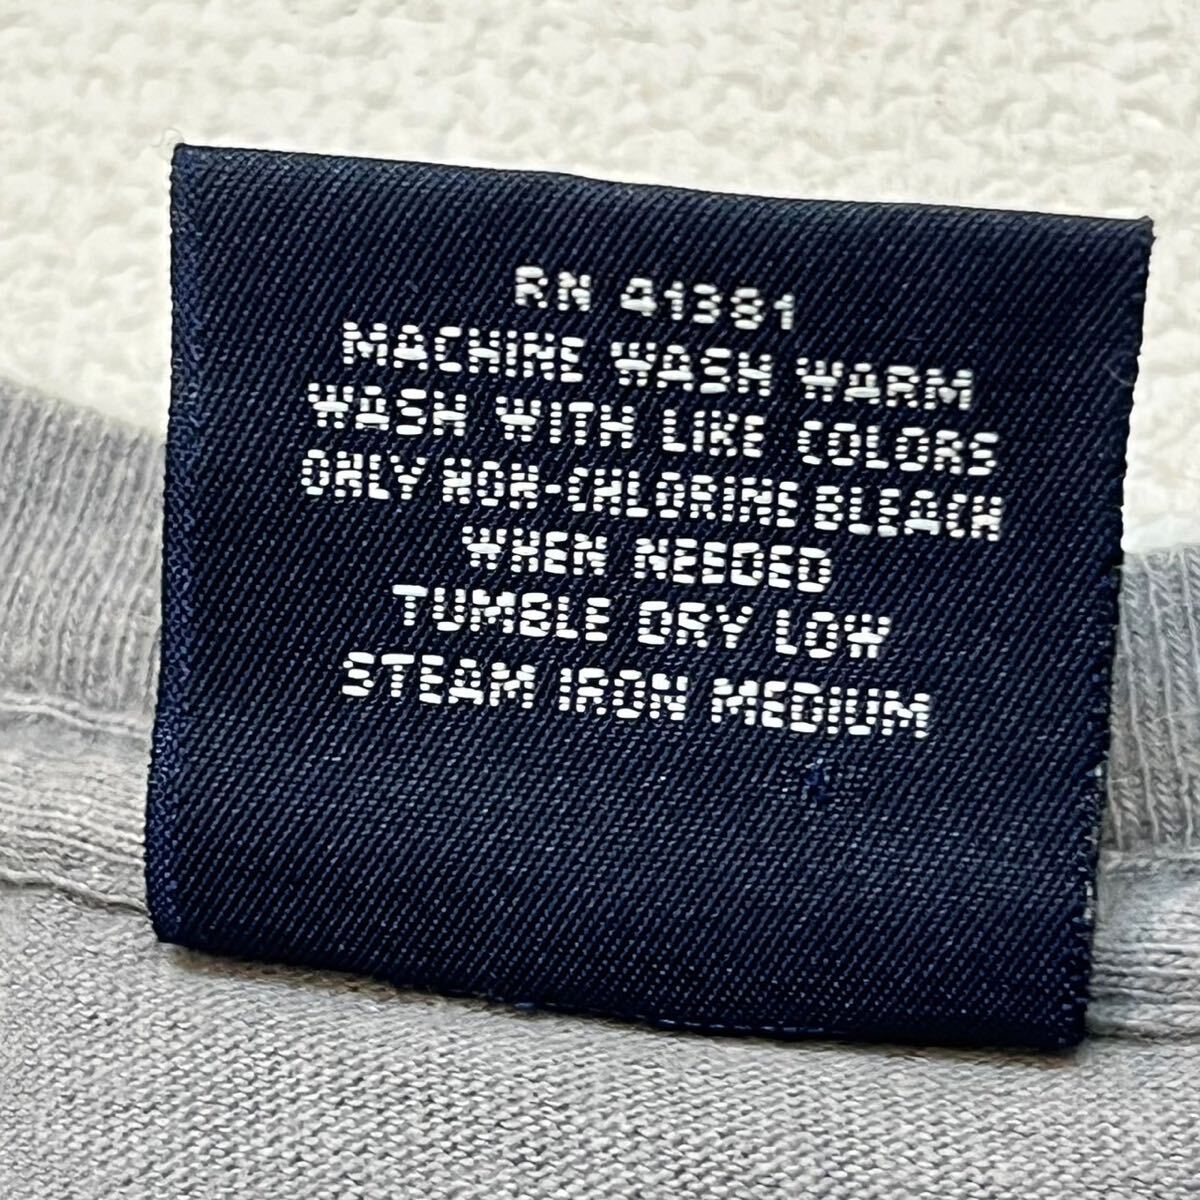 RN 41381
MACHINE WASH WARM
WASH WITH LIKE COLORS
ONLY NON-CHLORINE BLEACH
WHEN NEEDED
TUMBLE DRY LOW
STEAM IRON MEDIUM